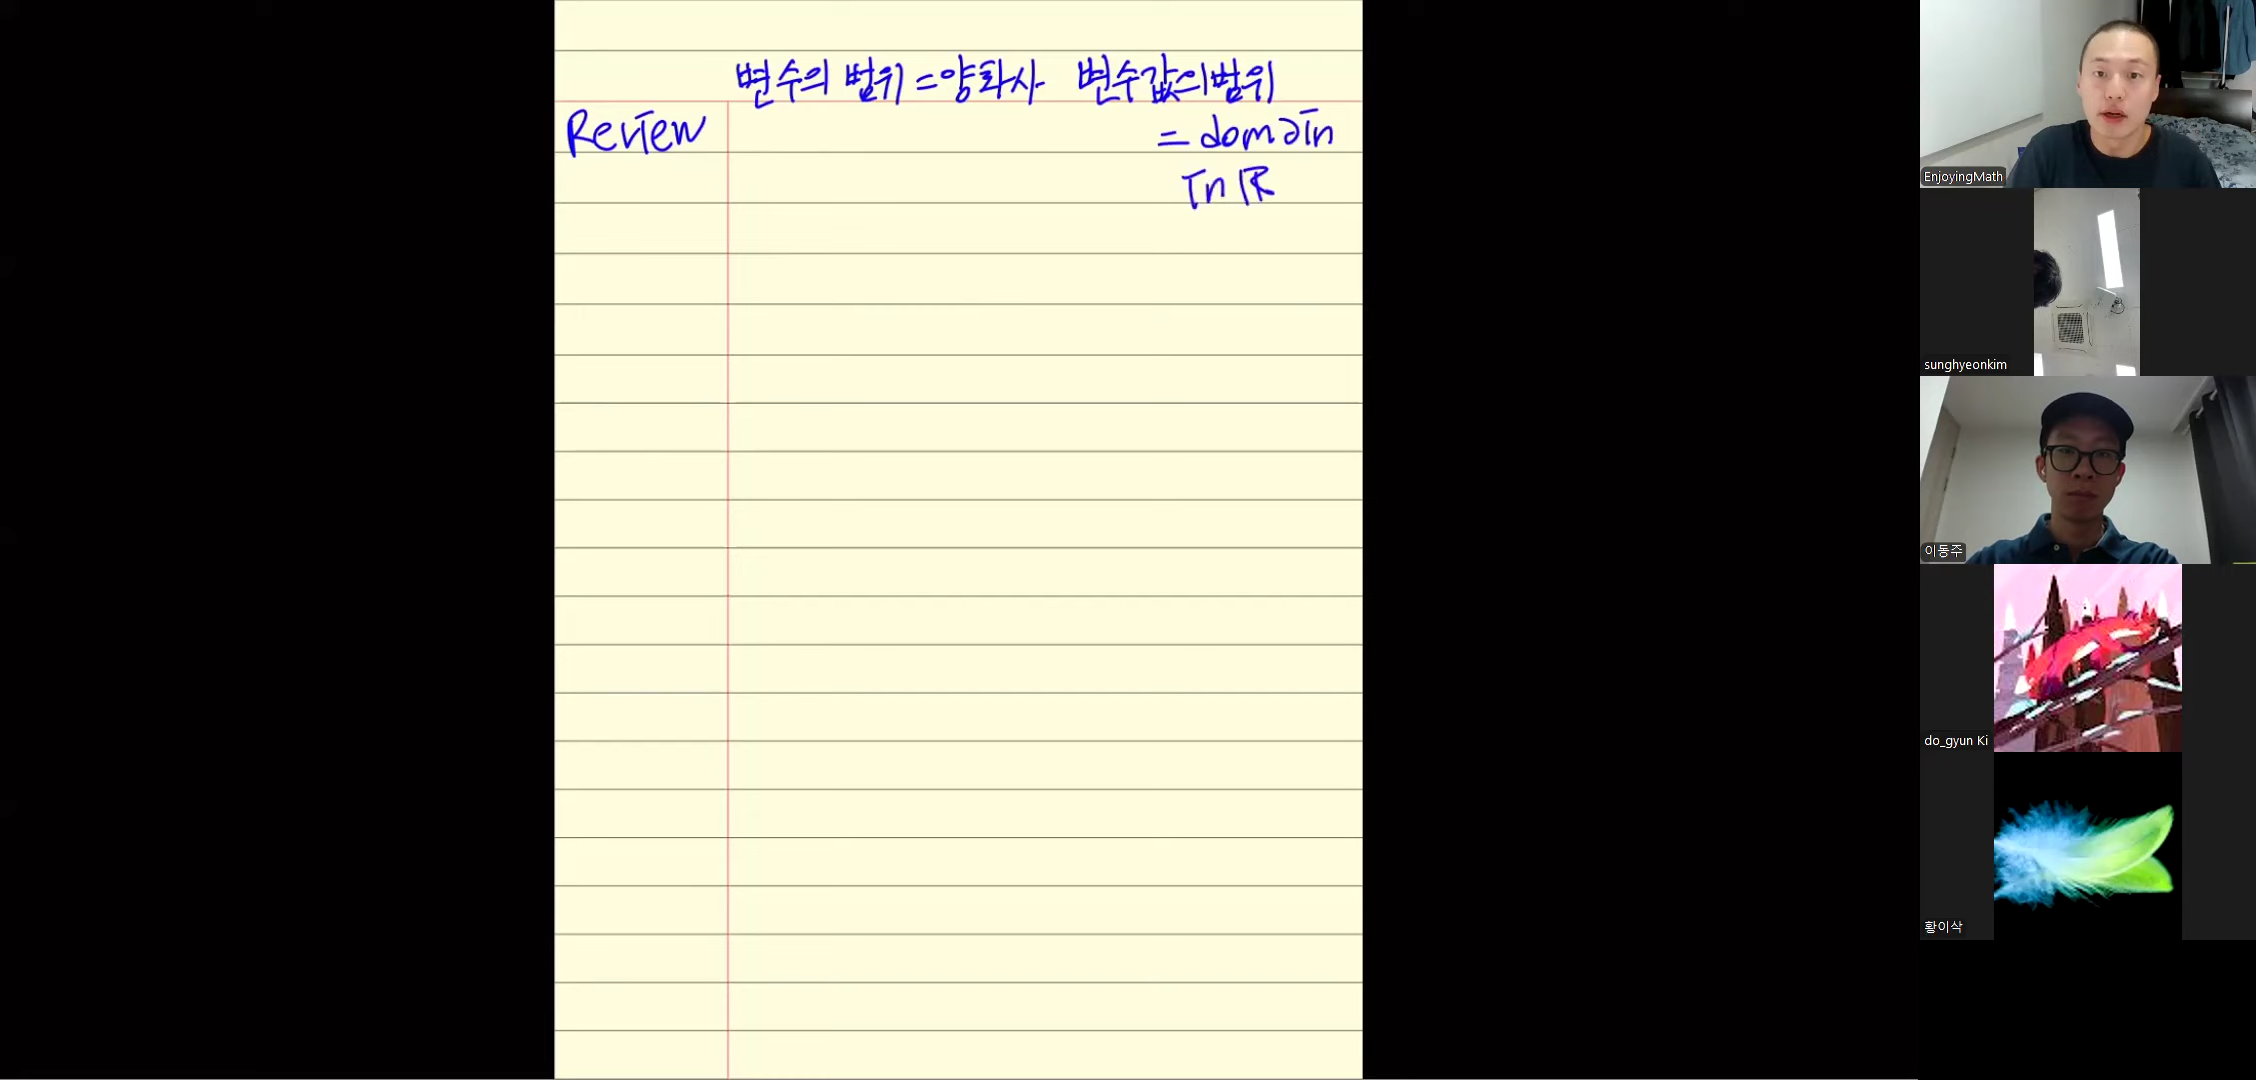 변수의 범위 = 양화사 변수값의 범위
Review
= domain
in ℝ
EnjoyingMath
sunghyeonkim
이동주
do_gyun Ki
황이삭